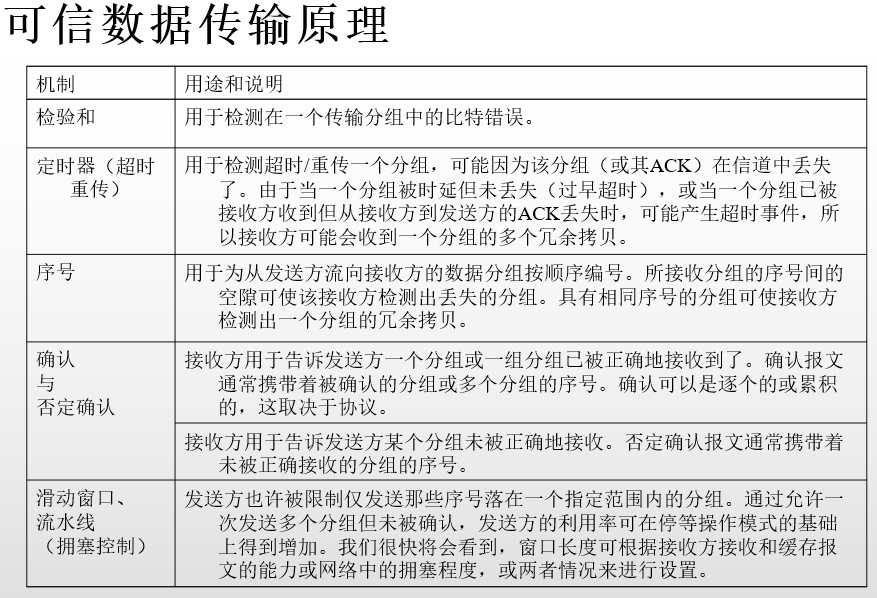 可信数据传输原理
机制
用途和说明
检验和
用于检测在一个传输分组中的比特错误。
定时器（超时
重传）
用于检测超时/重传一个分组，可能因为该分组（或其ACK）在信道中丢失
了。由于当一个分组被时延但未丢失（过早超时），或当一个分组已被
接收方收到但从接收方到发送方的ACK丢失时，可能产生超时事件，所
以接收方可能会收到一个分组的多个冗余拷贝。
序号
用于为从发送方流向接收方的数据分组按顺序编号。所接收分组的序号间的
空隙可使该接收方检测出丢失的分组。具有相同序号的分组可使接收方
检测出一个分组的冗余拷贝。
确认
与
否定确认
接收方用于告诉发送方一个分组或一组分组已被正确地接收到了。确认报文
通常携带着被确认的分组或多个分组的序号。确认可以是逐个的或累积
的，这取决于协议。
接收方用于告诉发送方某个分组未被正确地接收。否定确认报文通常携带着
未被正确接收的分组的序号。
滑动窗口、
流水线
（拥塞控制）
发送方也许被限制仅发送那些序号落在一个指定范围内的分组。通过允许一
次发送多个分组但未被确认，发送方的利用率可在停等操作模式的基础
上得到增加。我们很快将会看到，窗口长度可根据接收方接收和缓存报
文的能力或网络中的拥塞程度，或两者情况来进行设置。